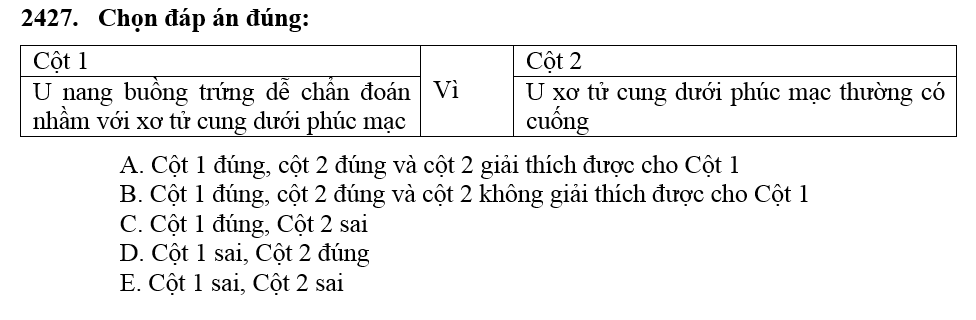 2427. Chọn đáp án đúng:
Cột 1
Vì
Cột 2
U nang buồng trứng dễ chẩn đoán
nhầm với xơ tử cung dưới phúc mạc
U xơ tử cung dưới phúc mạc thường có
cuống
A. Cột 1 đúng, cột 2 đúng và cột 2 giải thích được cho Cột 1
B. Cột 1 đúng, cột 2 đúng và cột 2 không giải thích được cho Cột 1
C. Cột 1 đúng, Cột 2 sai
D. Cột 1 sai, Cột 2 đúng
E. Cột 1 sai, Cột 2 sai